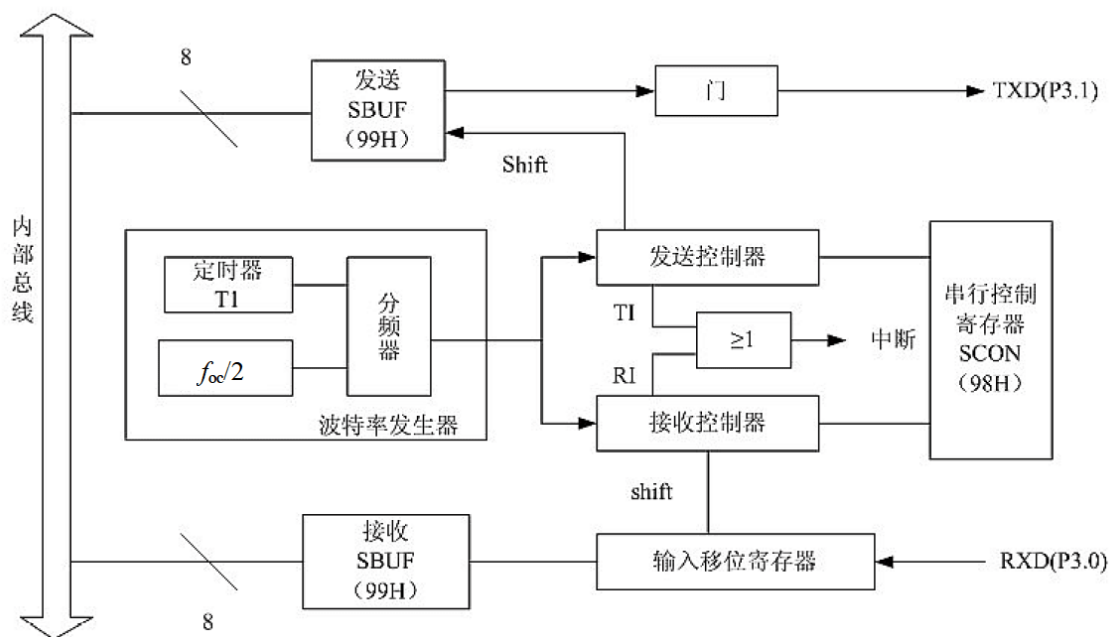 8
发送
SBUF
（99H）
门
TXD(P3.1)
Shift
内部总线
定时器
T1
分频器
f_oc/2
波特率发生器
发送控制器
TI
≥1
中断
RI
接收控制器
串行控制
寄存器
SCON
（98H）
shift
接收
SBUF
（99H）
输入移位寄存器
RXD(P3.0)
8